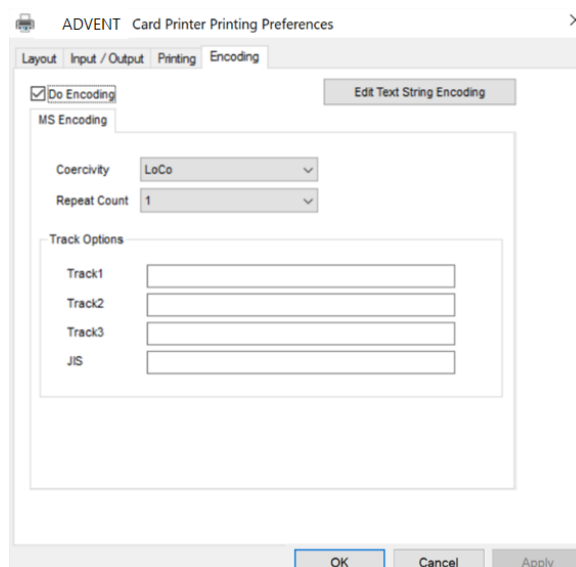 ADVENT Card Printer Printing Preferences
Layout Input / Output Printing Encoding
Do Encoding Edit Text String Encoding
MS Encoding
Coercivity LoCo
Repeat Count 1
Track Options
Track1
Track2
Track3
JIS
OK Cancel Apply